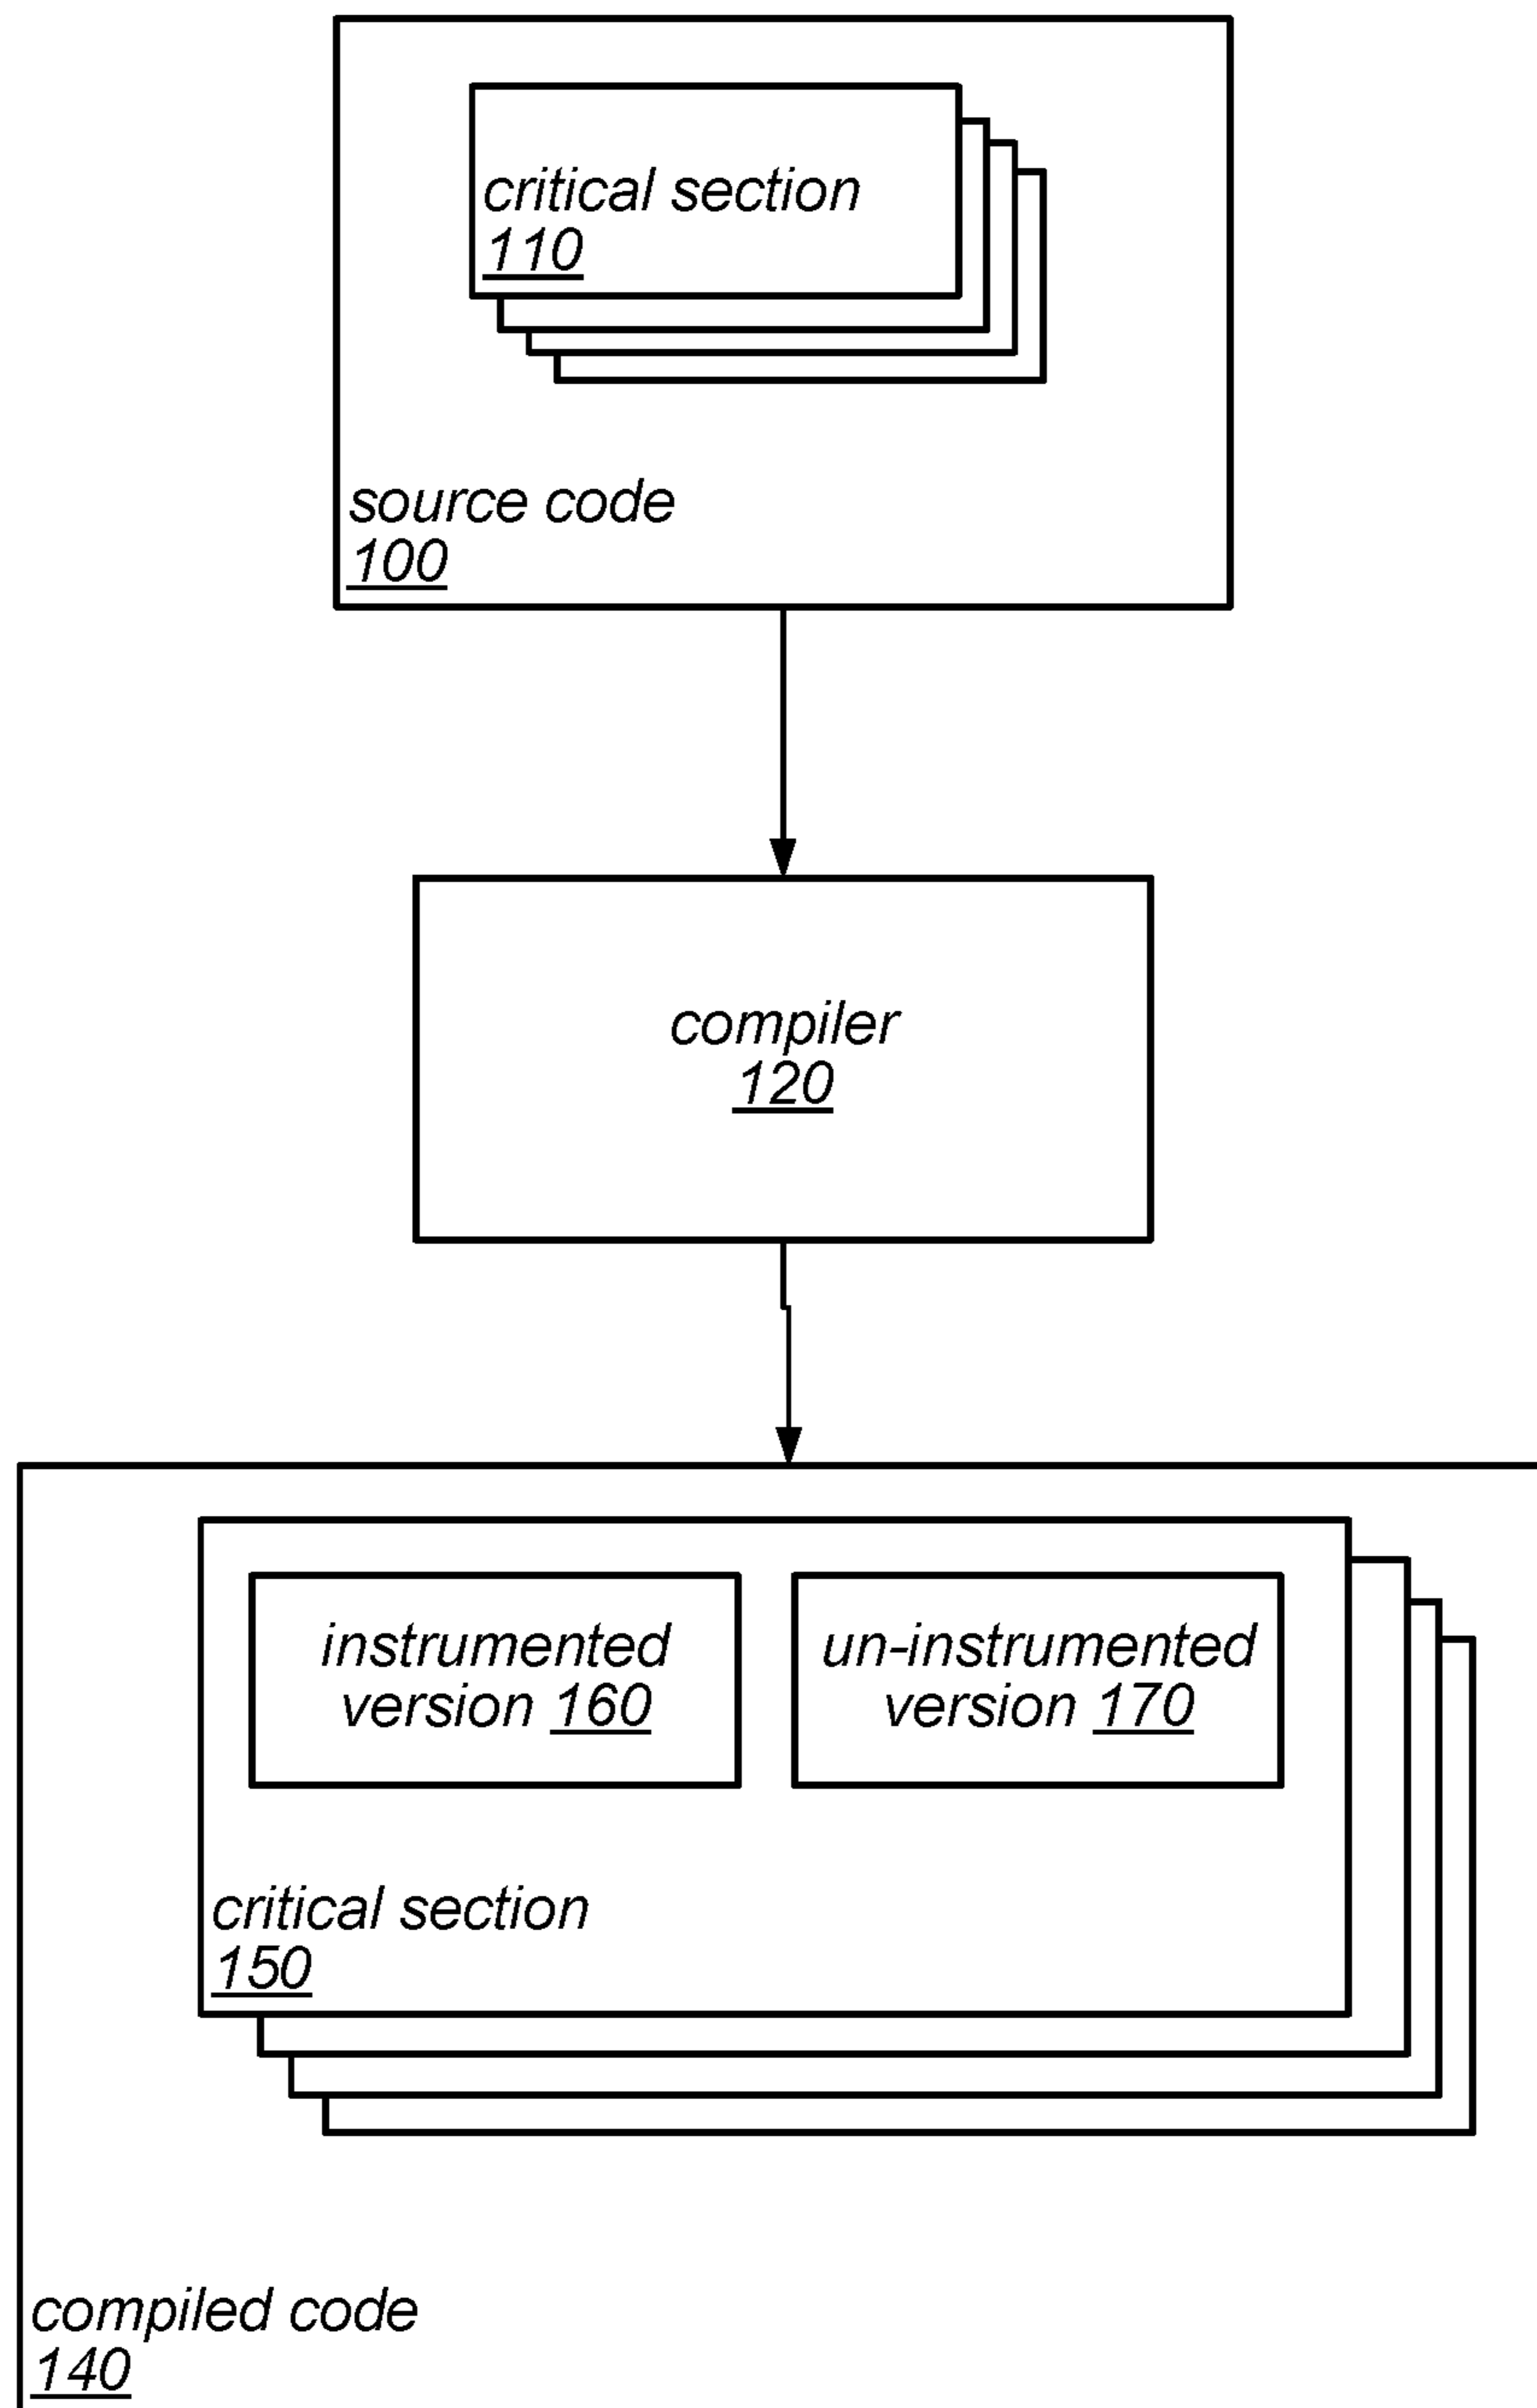 critical section
110
source code
100
compiler
120
instrumented
version 160
un-instrumented
version 170
critical section
150
compiled code
140